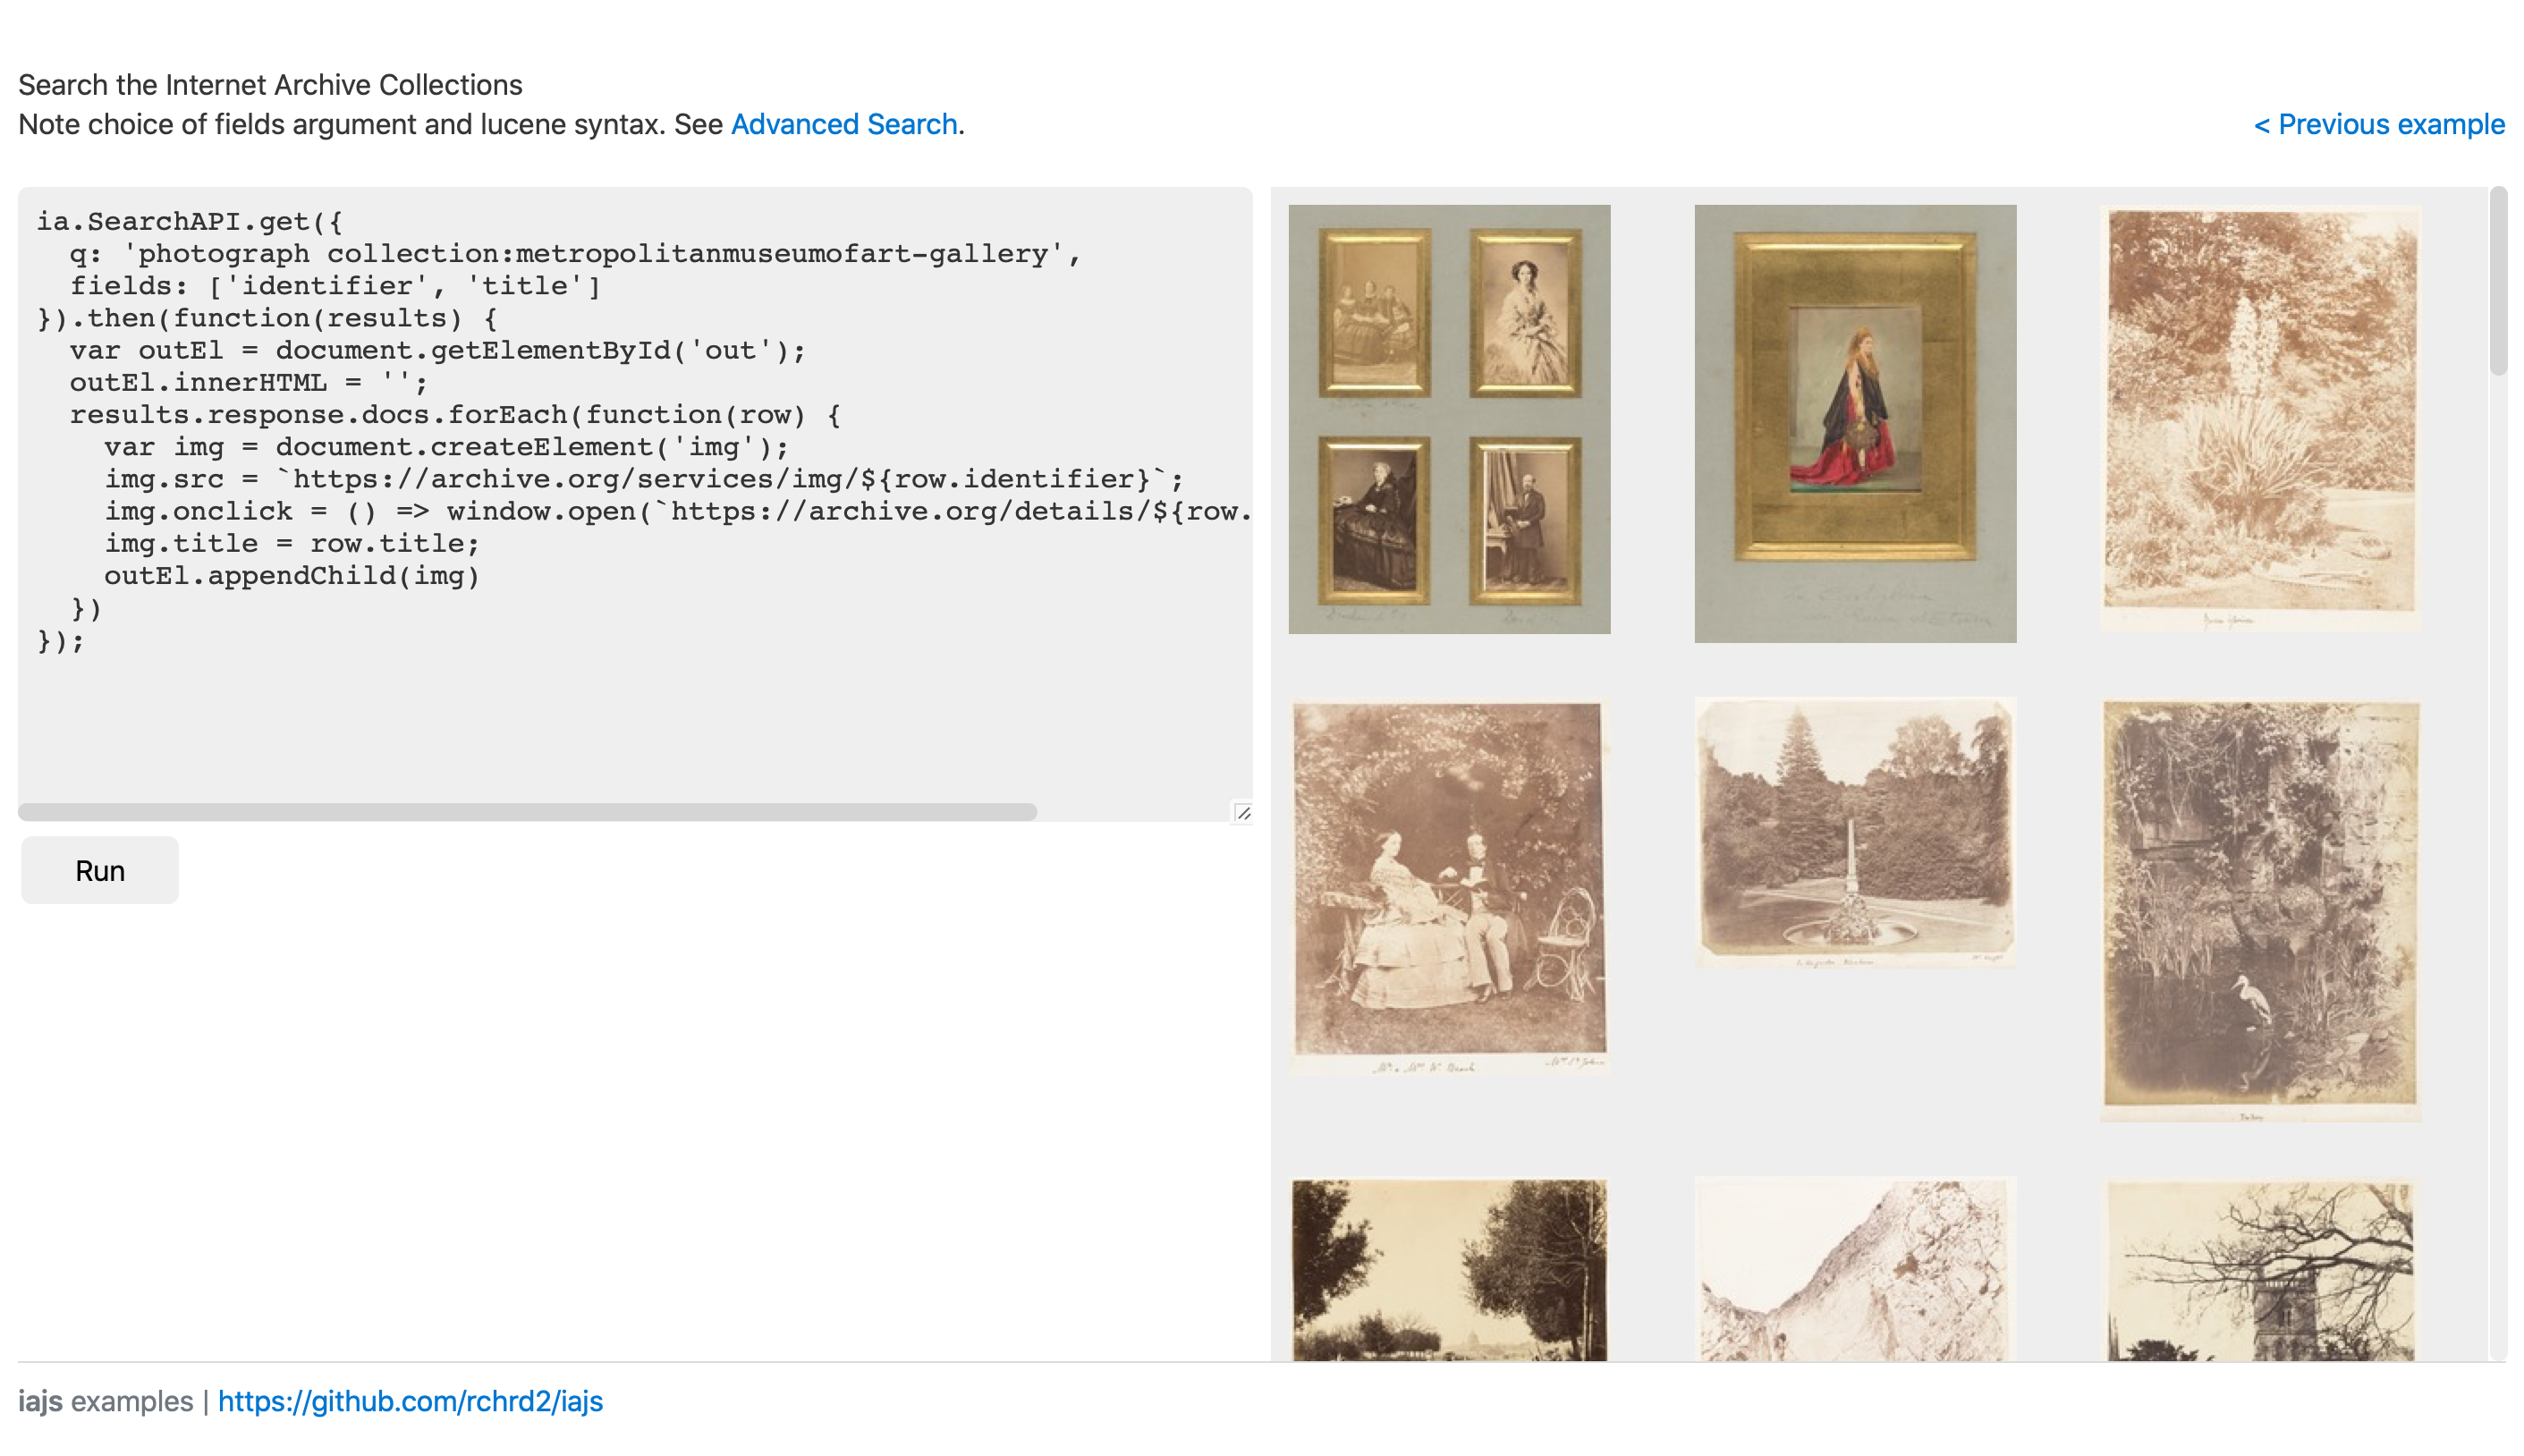 Search the Internet Archive Collections
Note choice of fields argument and lucene syntax. See Advanced Search.
< Previous example
ia.SearchAPI.get({
  q: 'photograph collection:metropolitanmuseumofart-gallery',
  fields: ['identifier', 'title']
}).then(function(results) {
  var outEl = document.getElementById('out');
  outEl.innerHTML = '';
  results.response.docs.forEach(function(row) {
    var img = document.createElement('img');
    img.src = `https://archive.org/services/img/${row.identifier}`;
    img.onclick = () => window.open(`https://archive.org/details/${row.
    img.title = row.title;
    outEl.appendChild(img)
  })
});
Run
iajs examples | https://github.com/rchrd2/iajs